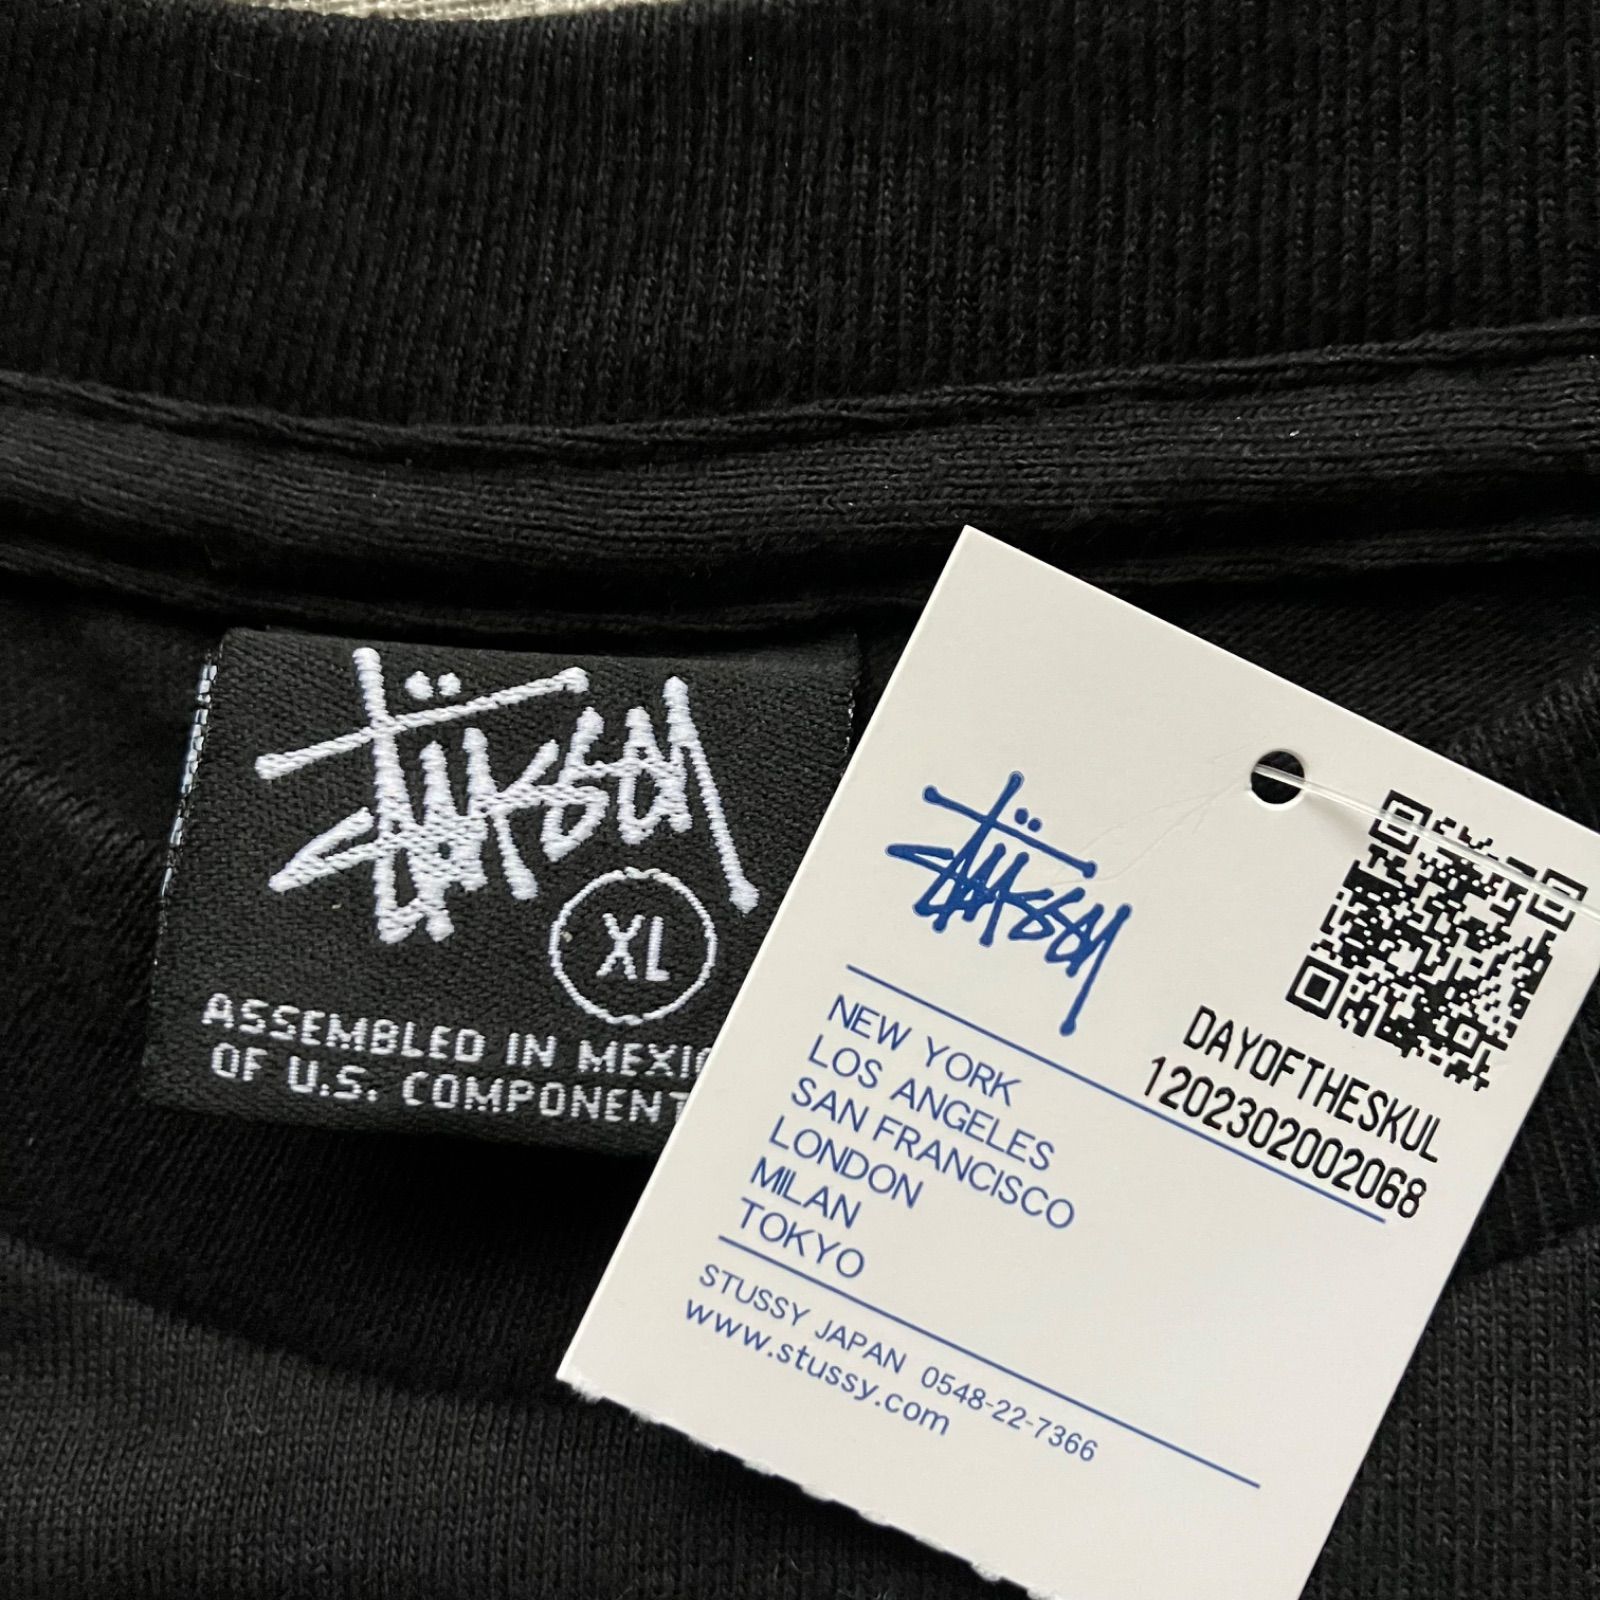 STÜSSY
XL
ASSEMBLED IN MEXIC
OF U.S. COMPONENT
STÜSSY
DAYOFTHESKUL
1202302002068
NEW YORK
LOS ANGELES
SAN FRANCISCO
LONDON
MILAN
TOKYO
STUSSY JAPAN 0548-22-7366
www.stussy.com